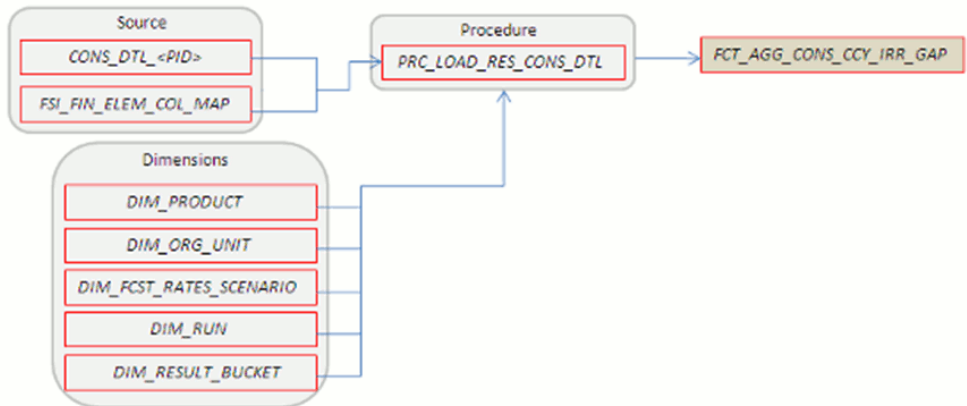 Source
CONS_DTL_<PID>
FSI_FIN_ELEM_COL_MAP
Procedure
PRC_LOAD_RES_CONS_DTL
FCT_AGG_CONS_CCY_IRR_GAP
Dimensions
DIM_PRODUCT
DIM_ORG_UNIT
DIM_FCST_RATES_SCENARIO
DIM_RUN
DIM_RESULT_BUCKET